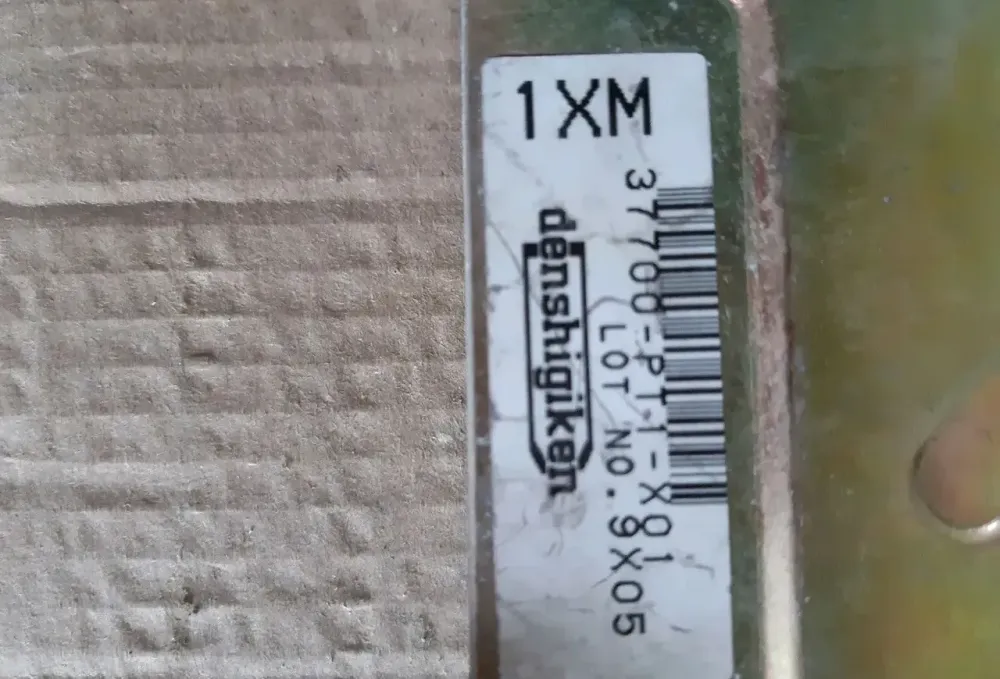 1XM
37700-PT1-X01
LOT NO.9X05
denshigiken